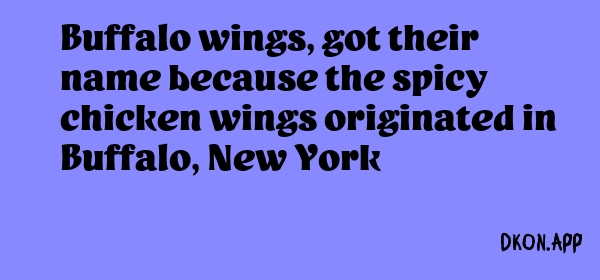 Buffalo wings, got their
name because the spicy
chicken wings originated in
Buffalo, New York
DKON.APP